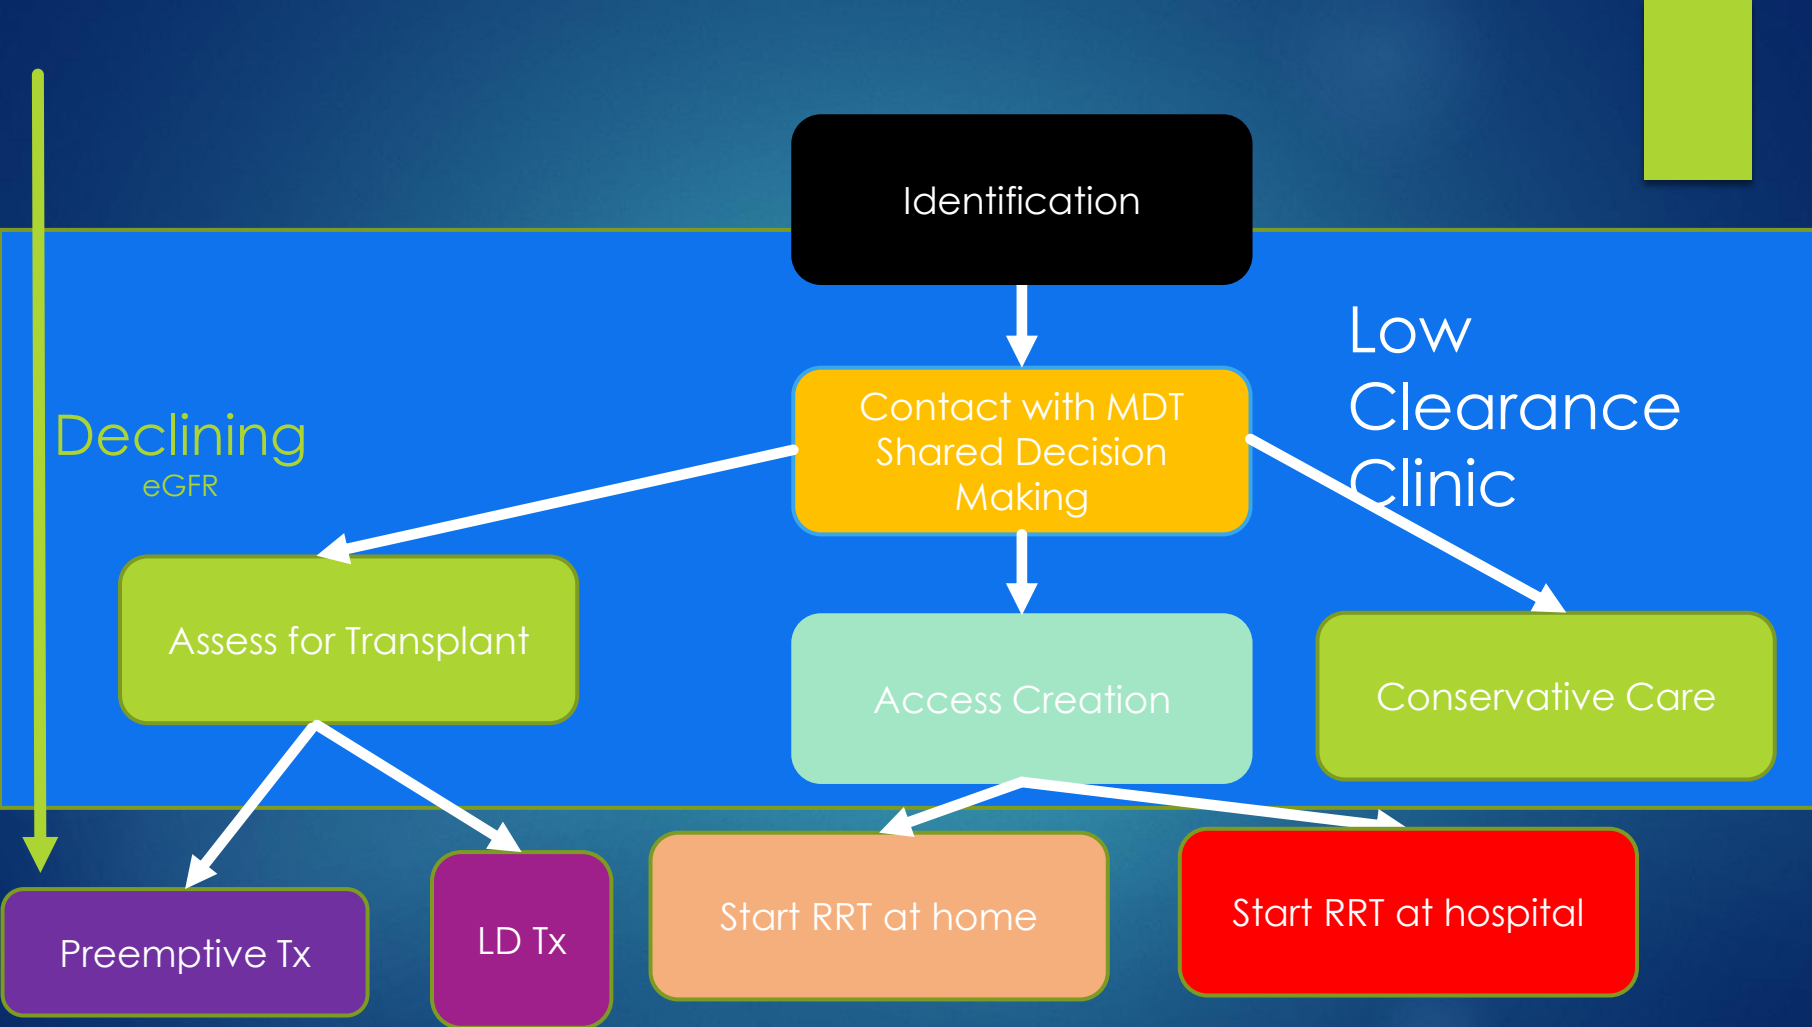 Identification
Low
Clearance
Clinic
Declining
eGFR
Contact with MDT
Shared Decision
Making
Assess for Transplant
Access Creation
Conservative Care
Preemptive Tx
LD Tx
Start RRT at home
Start RRT at hospital